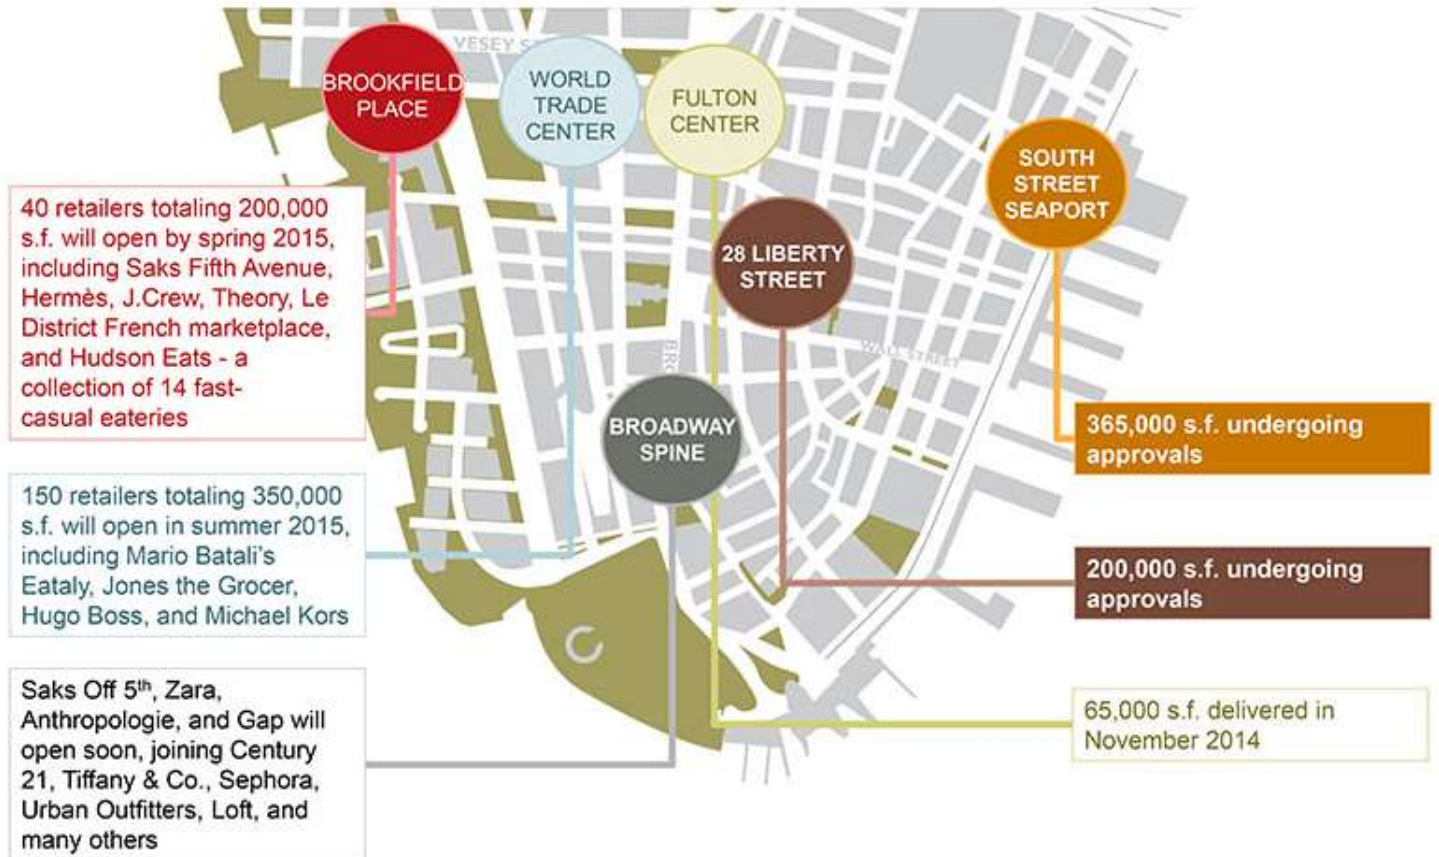 VESEY
BROOKFIELD
PLACE
WORLD
TRADE
CENTER
FULTON
CENTER
SOUTH
STREET
SEAPORT
28 LIBERTY
STREET
WALL STREET
BROADWAY
SPINE
40 retailers totaling 200,000
s.f. will open by spring 2015,
including Saks Fifth Avenue,
Hermès, J.Crew, Theory, Le
District French marketplace,
and Hudson Eats - a
collection of 14 fast-
casual eateries
150 retailers totaling 350,000
s.f. will open in summer 2015,
including Mario Batali's
Eataly, Jones the Grocer,
Hugo Boss, and Michael Kors
Saks Off 5th, Zara,
Anthropologie, and Gap will
open soon, joining Century
21, Tiffany & Co., Sephora,
Urban Outfitters, Loft, and
many others
365,000 s.f. undergoing
approvals
200,000 s.f. undergoing
approvals
65,000 s.f. delivered in
November 2014